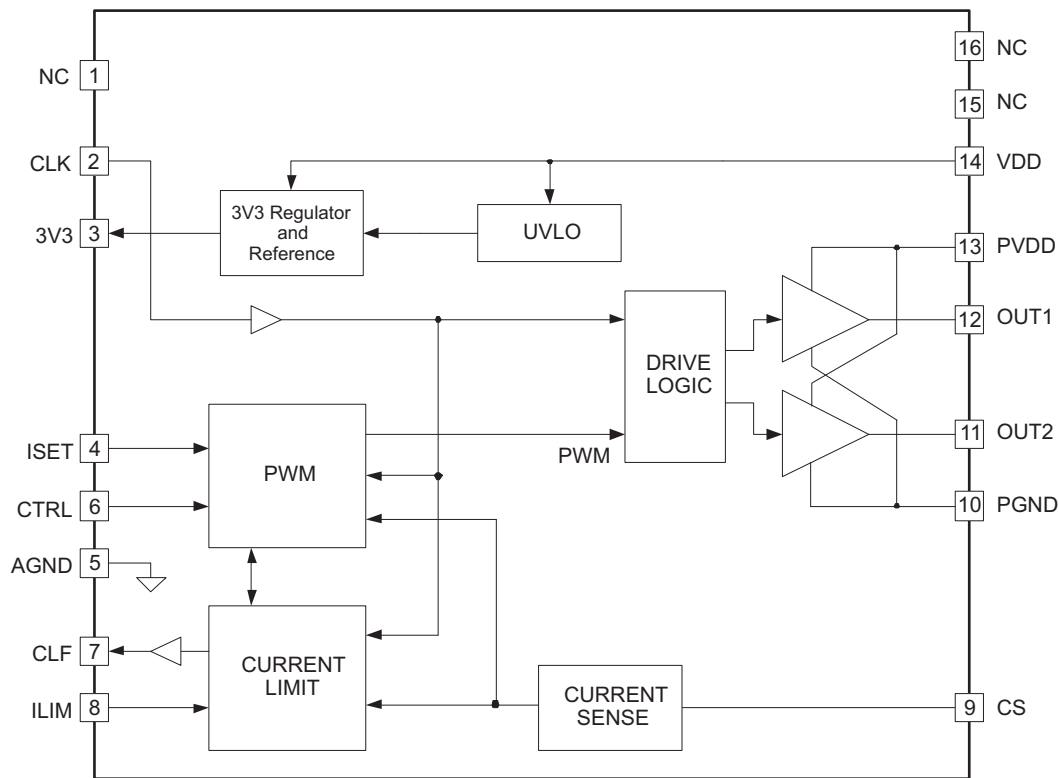 NC 1
CLK 2
3V3 3
ISET 4
CTRL 6
AGND 5
CLF 7
ILIM 8
3V3 Regulator
and
Reference
UVLO
PWM
PWM
DRIVE
LOGIC
CURRENT
LIMIT
CURRENT
SENSE
16 NC
15 NC
14 VDD
13 PVDD
12 OUT1
11 OUT2
10 PGND
9 CS